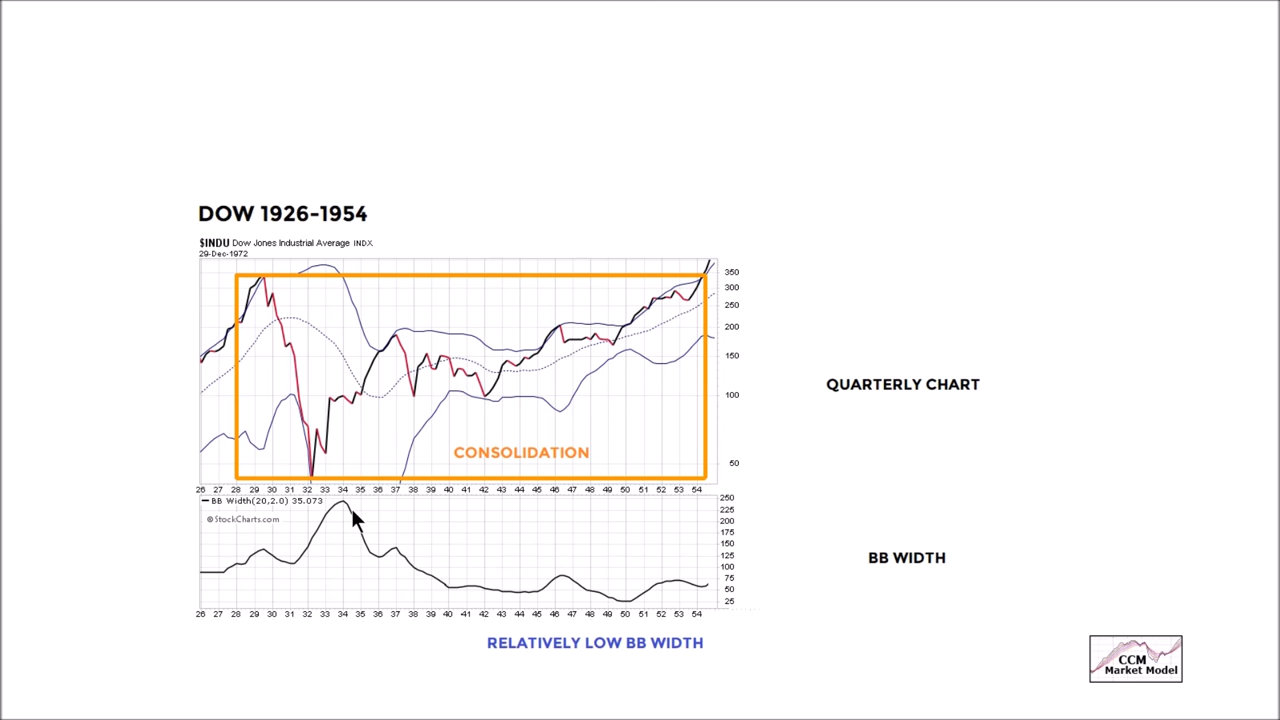 DOW 1926-1954
$INDU Dow Jones Industrial Average INDX
29-Dec-1972
350
300
250
200
150
100
50
CONSOLIDATION
26 27 28 29 30 31 32 33 34 35 36 37 38 39 40 41 42 43 44 45 46 47 48 49 50 51 52 53 54
QUARTERLY CHART
BB Width(20,2.0) 35.073
©StockCharts.com
250
225
200
175
150
125
100
75
50
25
26 27 28 29 30 31 32 33 34 35 36 37 38 39 40 41 42 43 44 45 46 47 48 49 50 51 52 53 54
BB WIDTH
RELATIVELY LOW BB WIDTH
CCM
Market Model